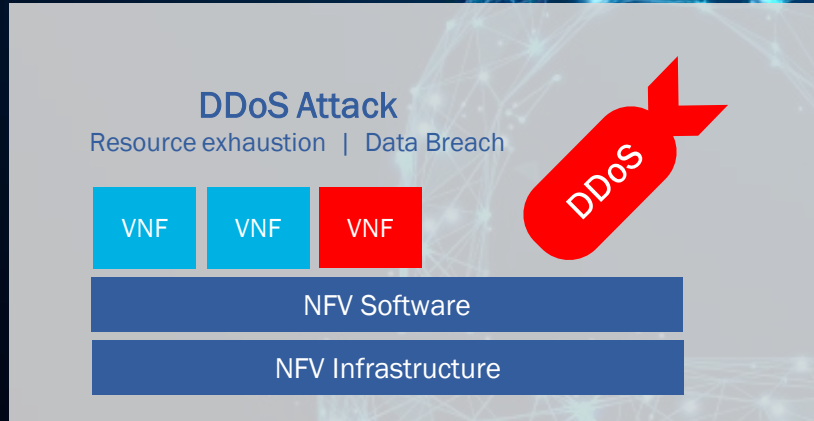 DDoS Attack
Resource exhaustion | Data Breach
DDoS
VNF VNF VNF
NFV Software
NFV Infrastructure